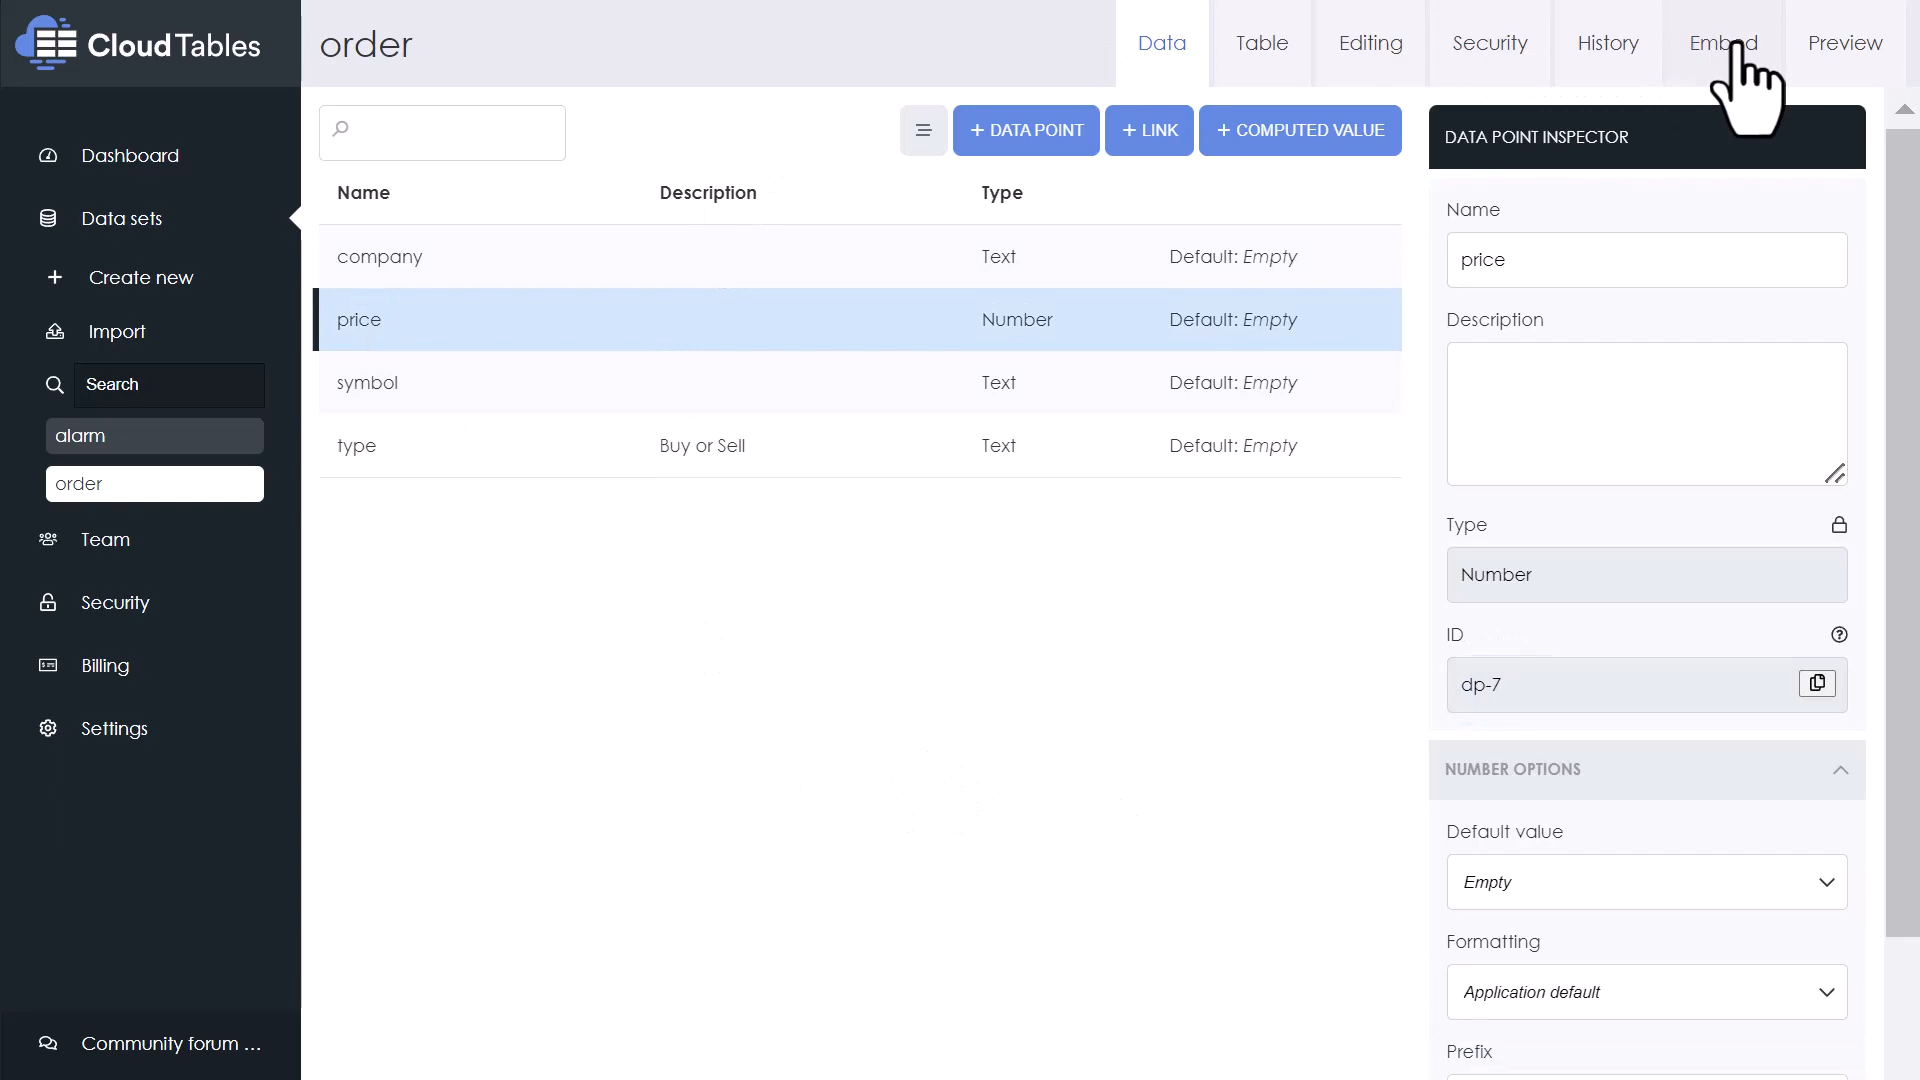 CloudTables
order
Data
Table
Editing
Security
History
Embed
Preview
Dashboard
Data sets
Create new
Import
Search
alarm
order
Team
Security
Billing
Settings
Community forum ...
+ DATA POINT
+ LINK
+ COMPUTED VALUE
Name Description Type
company Text Default: Empty
price Number Default: Empty
symbol Text Default: Empty
type Buy or Sell Text Default: Empty
DATA POINT INSPECTOR
Name
price
Description
Type
Number
ID
dp-7
NUMBER OPTIONS
Default value
Empty
Formatting
Application default
Prefix